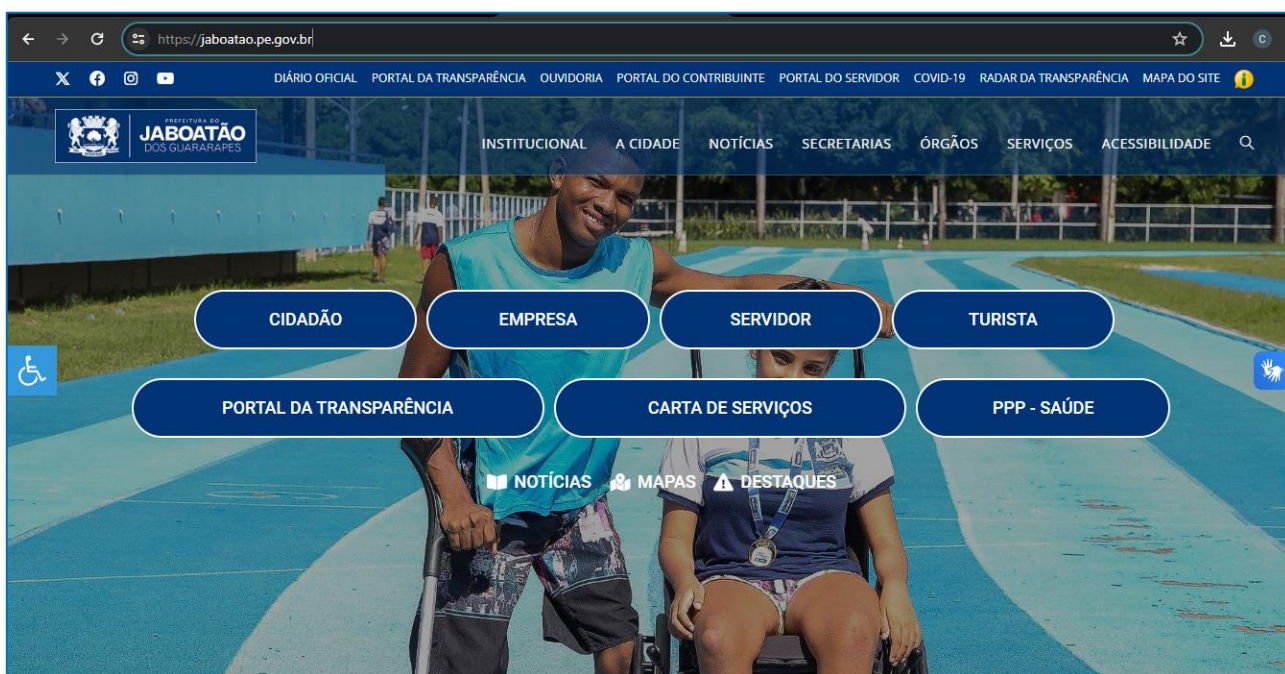 https://jaboatao.pe.gov.br
C
DIÁRIO OFICIAL PORTAL DA TRANSPARÊNCIA OUVIDORIA PORTAL DO CONTRIBUINTE PORTAL DO SERVIDOR COVID-19 RADAR DA TRANSPARÊNCIA MAPA DO SITE
PREFEITURA DO
JABOATÃO
DOS GUARARAPES
INSTITUCIONAL A CIDADE NOTÍCIAS SECRETARIAS ÓRGÃOS SERVIÇOS ACESSIBILIDADE
CIDADÃO EMPRESA SERVIDOR TURISTA
PORTAL DA TRANSPARÊNCIA CARTA DE SERVIÇOS PPP - SAÚDE
NOTÍCIAS MAPAS DESTAQUES